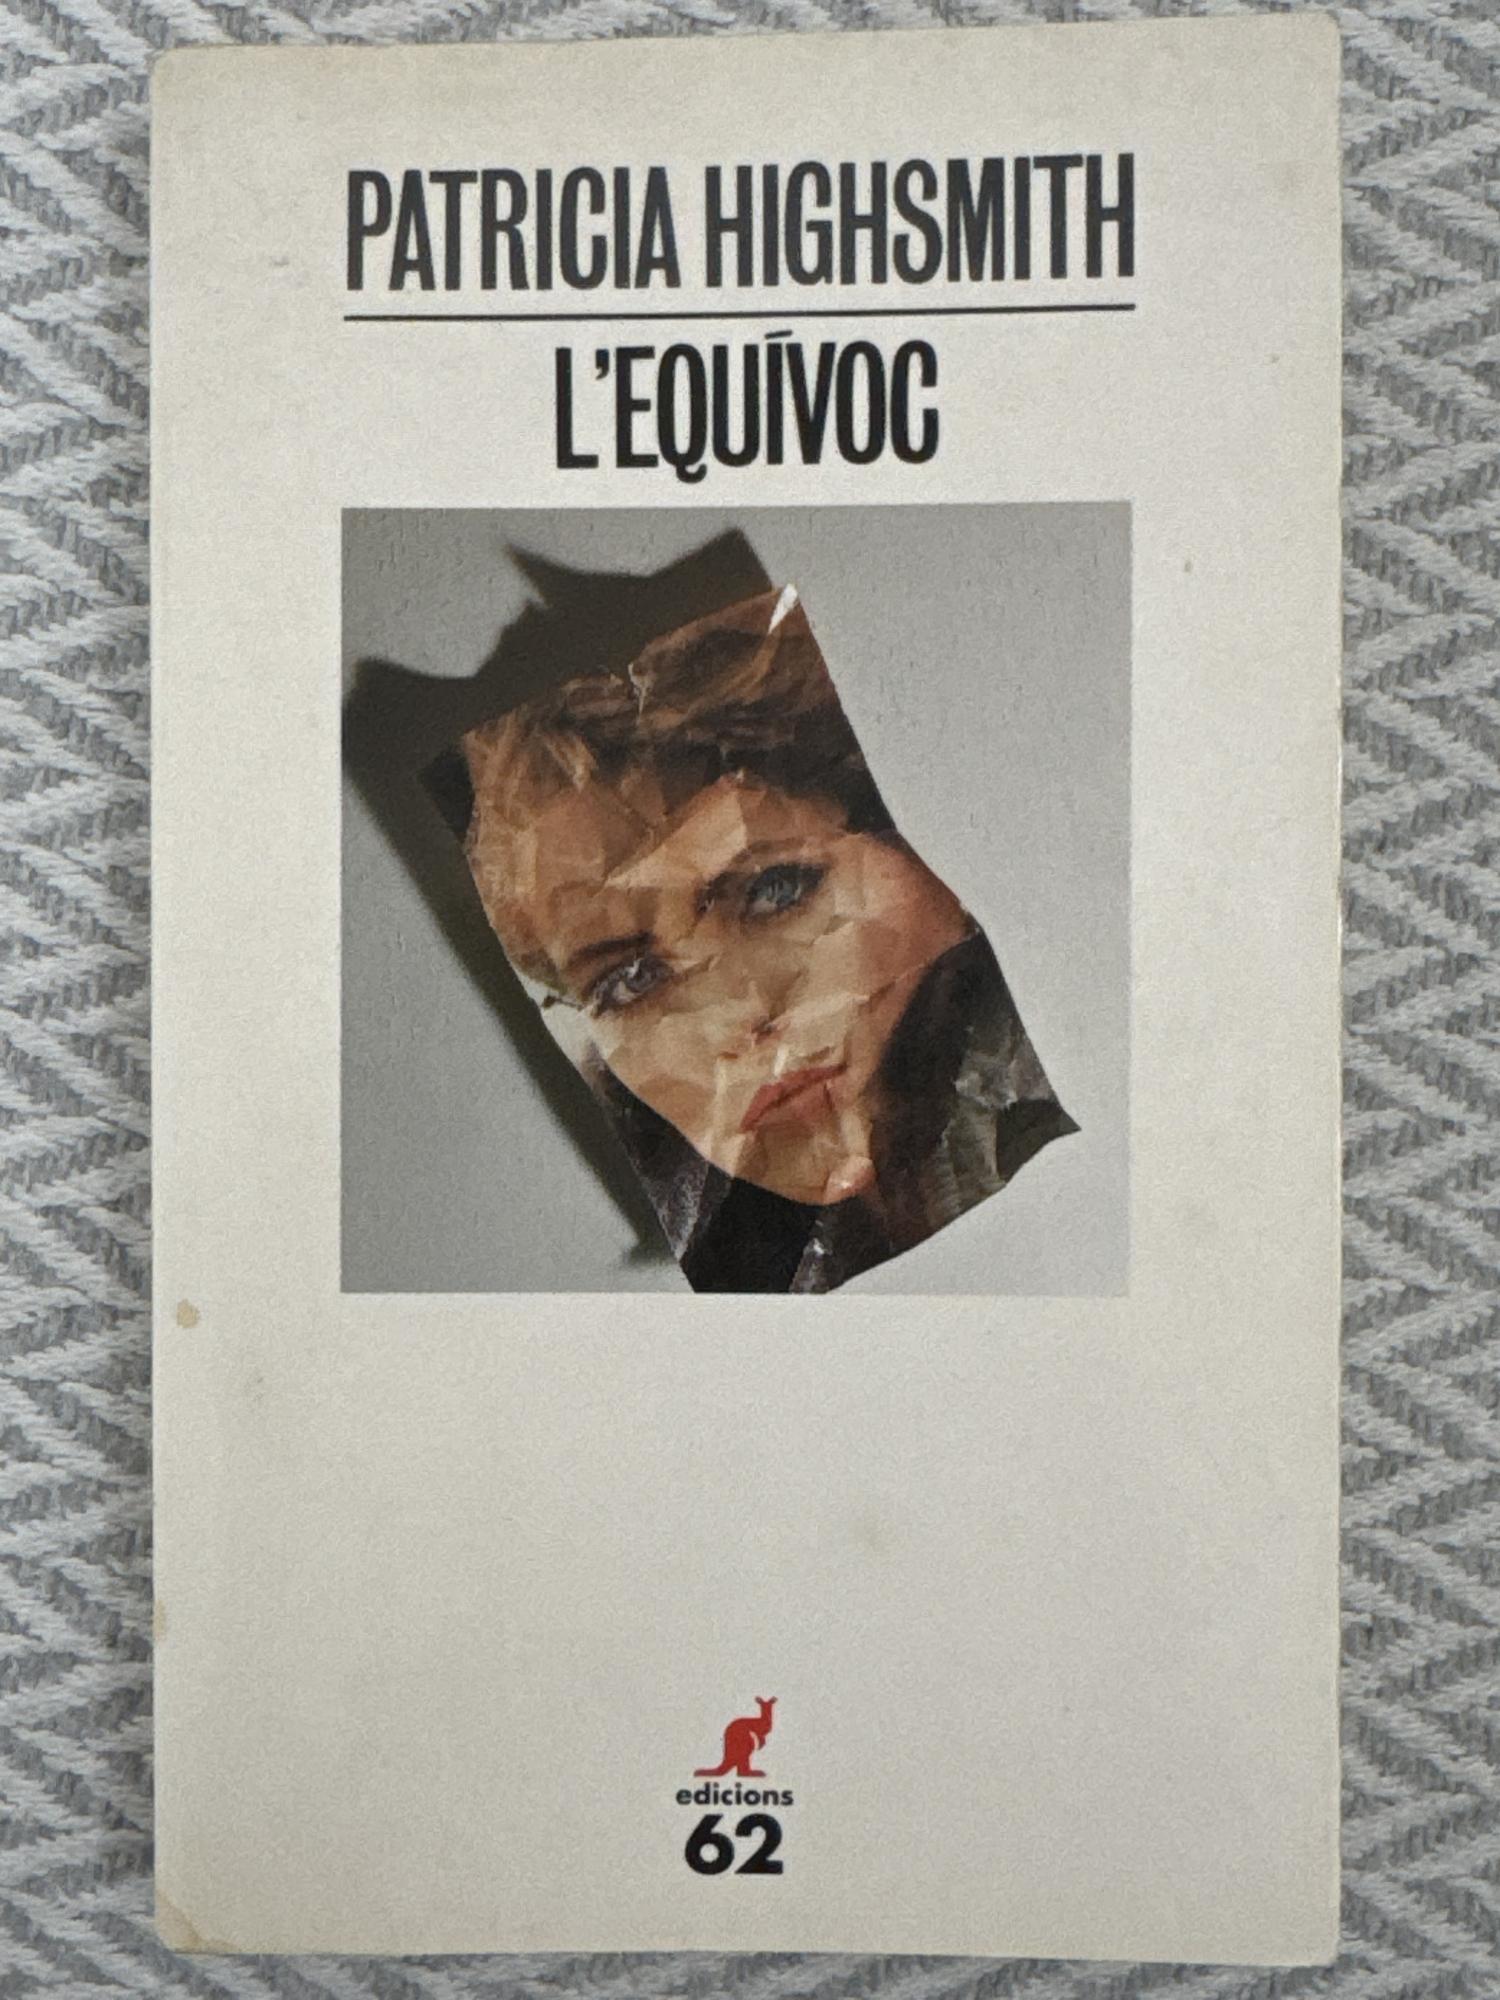 PATRICIA HIGHSMITH
L'EQUÍVOC
edicions
62